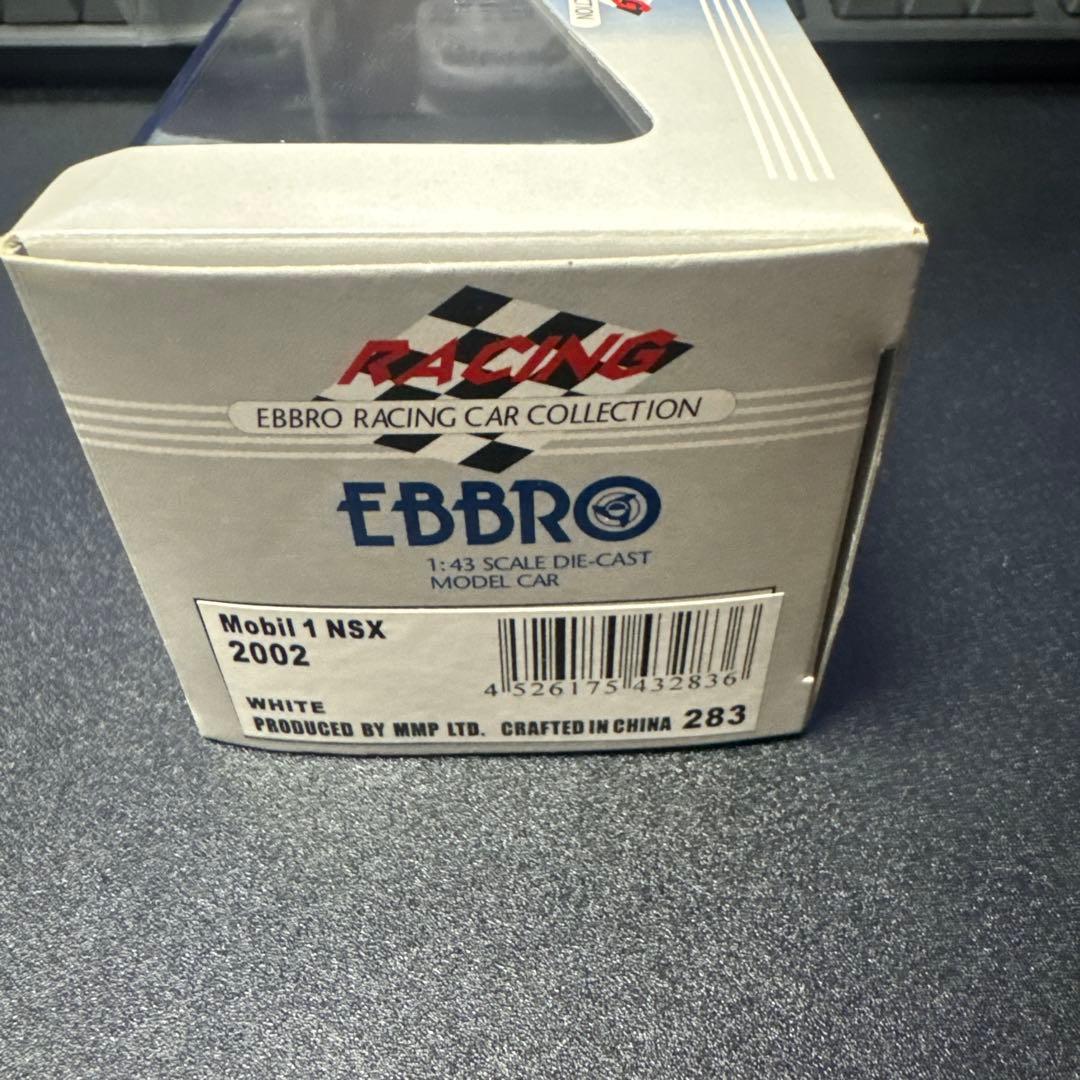 RACING
EBBRO RACING CAR COLLECTION
EBBRO
1:43 SCALE DIE-CAST
MODEL CAR
Mobil 1 NSX
2002
4 526175 432836
WHITE
PRODUCED BY MMP LTD. CRAFTED IN CHINA 283